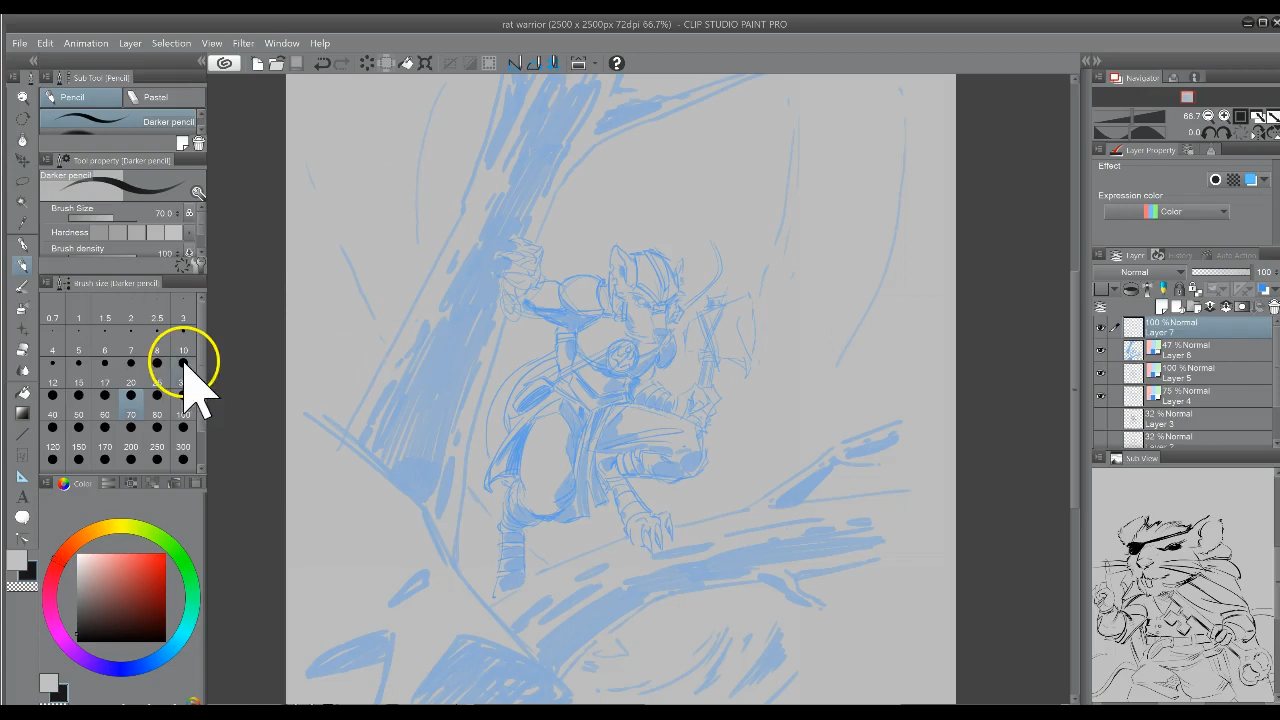 rat warrior (2500 x 2500px 72dpi 66.7%) - CLIP STUDIO PAINT PRO
File Edit Animation Layer Selection View Filter Window Help
Sub Tool [Pencil]
Pencil Pastel
Darker pencil
Tool property [Darker pencil]
Darker pencil
Brush Size 70.0
Hardness
Brush density 100
Brush size [Darker pencil]
0.7 1 1.5 2 2.5 3
4 5 6 7 8 10
12 15 17 20 25
40 50 60 70 80
120 150 170 200 250 300
Color
Navigator
66.7
0.0
Layer Property
Effect
Expression color
Color
Layer History Auto Action
Normal 100
100 %Normal
Layer 7
47 %Normal
Layer 6
100 %Normal
Layer 5
75 %Normal
Layer 4
32 %Normal
Layer 3
32 %Normal
Sub View